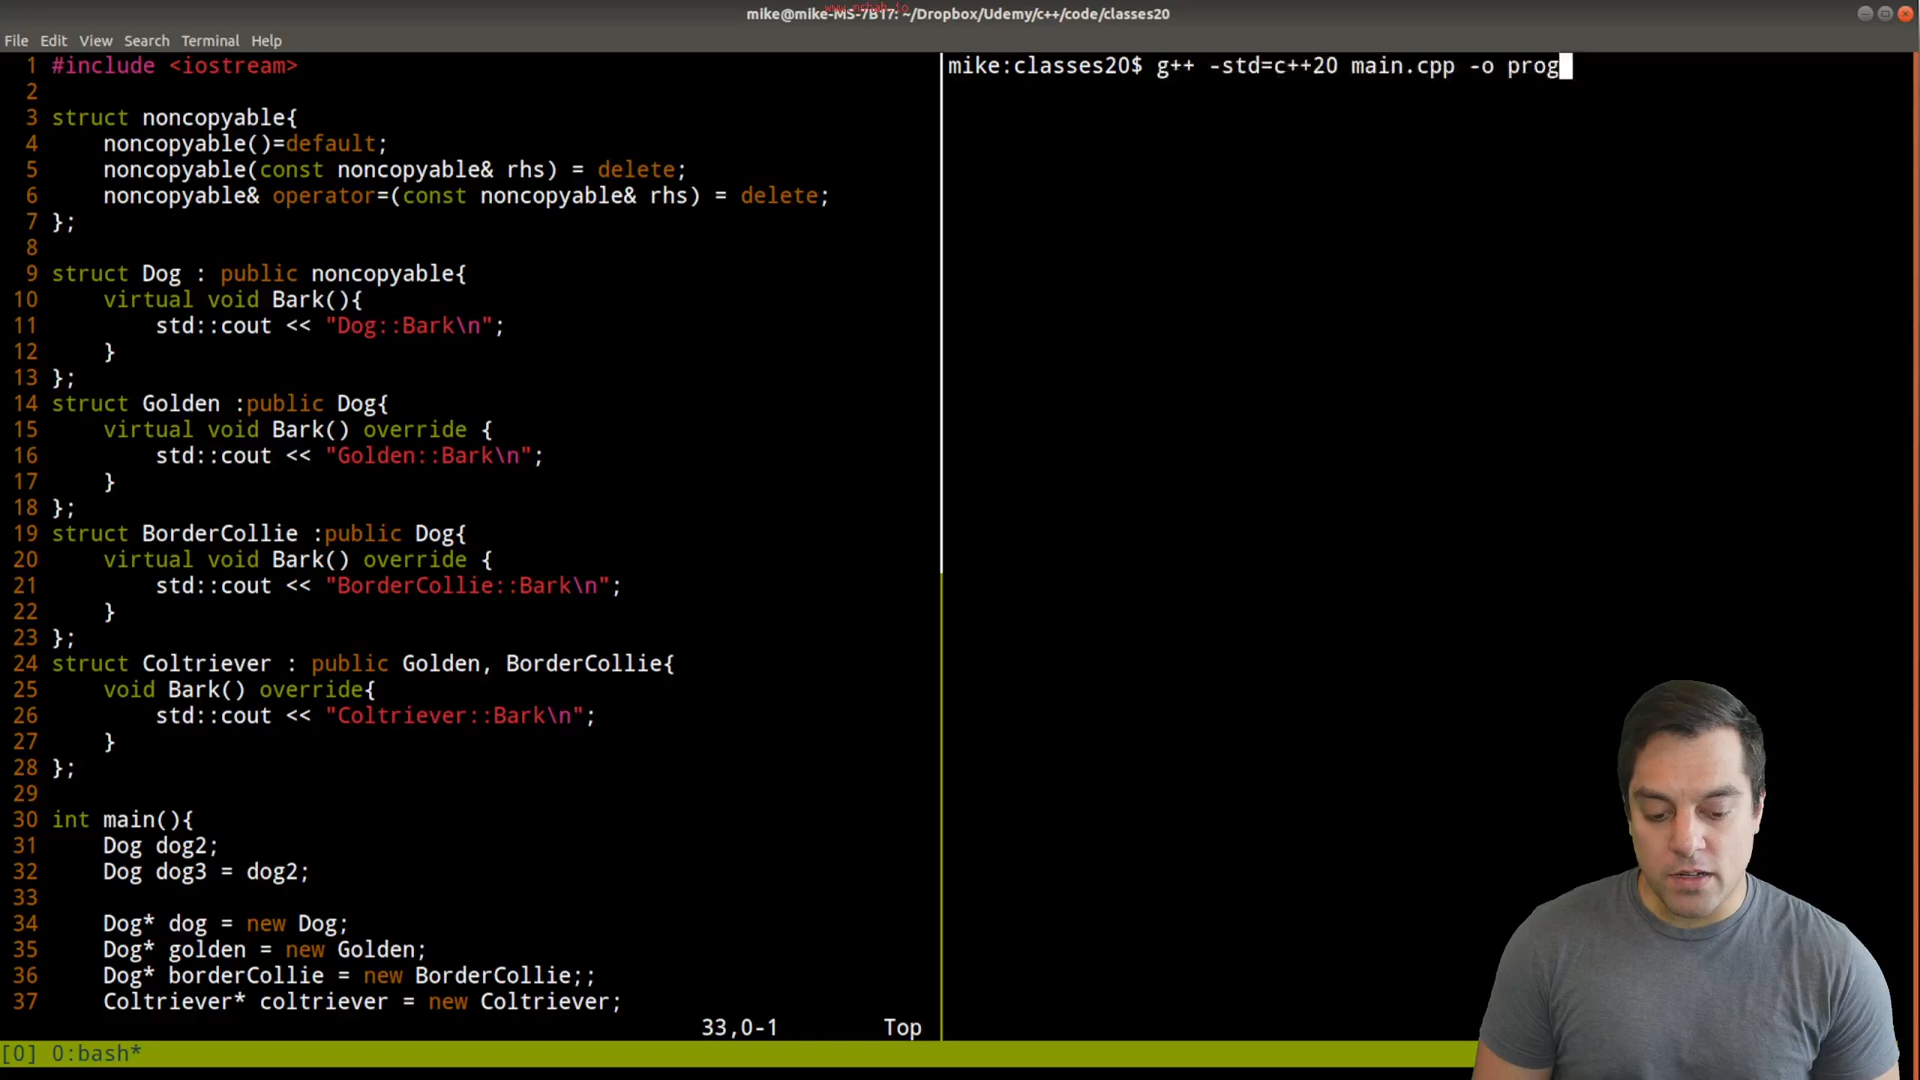 www.mshab.io
mike@mike-MS-7B17: ~/Dropbox/Udemy/c++/code/classes20
File Edit View Search Terminal Help
1 #include <iostream>
2
3 struct noncopyable{
4     noncopyable()=default;
5     noncopyable(const noncopyable& rhs) = delete;
6     noncopyable& operator=(const noncopyable& rhs) = delete;
7 };
8
9 struct Dog : public noncopyable{
10     virtual void Bark(){
11         std::cout << "Dog::Bark\n";
12     }
13 };
14 struct Golden :public Dog{
15     virtual void Bark() override {
16         std::cout << "Golden::Bark\n";
17     }
18 };
19 struct BorderCollie :public Dog{
20     virtual void Bark() override {
21         std::cout << "BorderCollie::Bark\n";
22     }
23 };
24 struct Coltriever : public Golden, BorderCollie{
25     void Bark() override{
26         std::cout << "Coltriever::Bark\n";
27     }
28 };
29
30 int main(){
31     Dog dog2;
32     Dog dog3 = dog2;
33
34     Dog* dog = new Dog;
35     Dog* golden = new Golden;
36     Dog* borderCollie = new BorderCollie;;
37     Coltriever* coltriever = new Coltriever;
33,0-1 Top
mike:classes20$ g++ -std=c++20 main.cpp -o prog
[0] 0:bash*